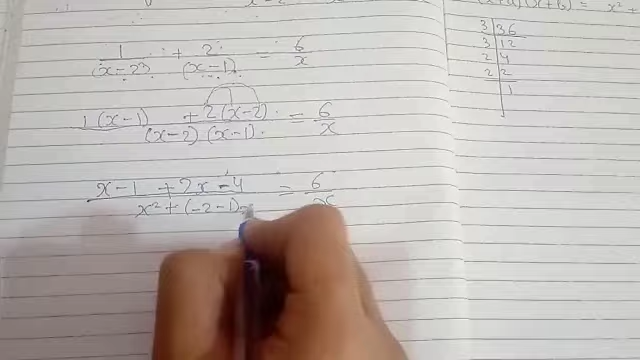 1/(x-2) + 2/(x-1) = 6/x
1(x-1) + 2(x-2)/(x-2)(x-1) = 6/x
x-1 + 2x-4/x² + (-2-1)x = 6/x
3 | 36
3 | 12
2 | 4
2 | 2
1